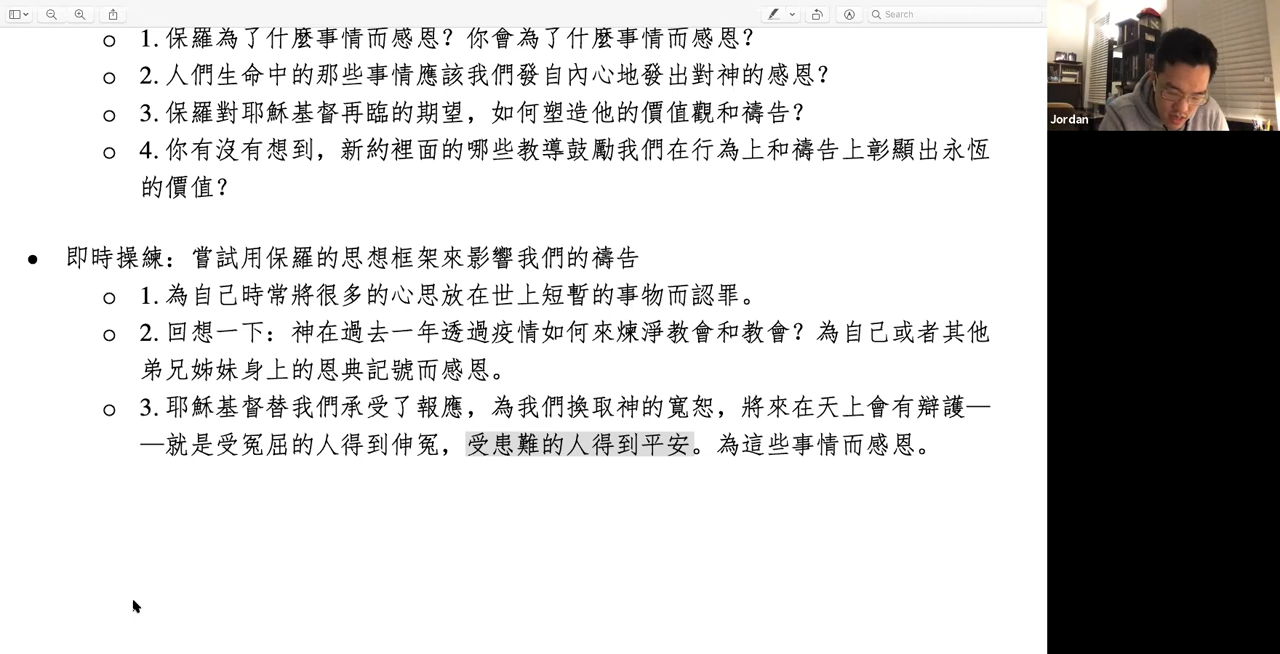 Search
1. 保羅為了什麼事情而感恩？你會為了什麼事情而感恩？
2. 人們生命中的那些事情應該我們發自內心地發出對神的感恩？
3. 保羅對耶穌基督再臨的期望，如何塑造他的價值觀和禱告？
4. 你有沒有想到，新約裡面的哪些教導鼓勵我們在行為上和禱告上彰顯出永恆
的價值？
即時操練：嘗試用保羅的思想框架來影響我們的禱告
1. 為自己時常將很多的心思放在世上短暫的事物而認罪。
2. 回想一下：神在過去一年透過疫情如何來煉淨教會和教會？為自己或者其他
弟兄姊妹身上的恩典記號而感恩。
3. 耶穌基督替我們承受了報應，為我們換取神的寬恕，將來在天上會有辯護—
—就是受冤屈的人得到伸冤，受患難的人得到平安。為這些事情而感恩。
Jordan